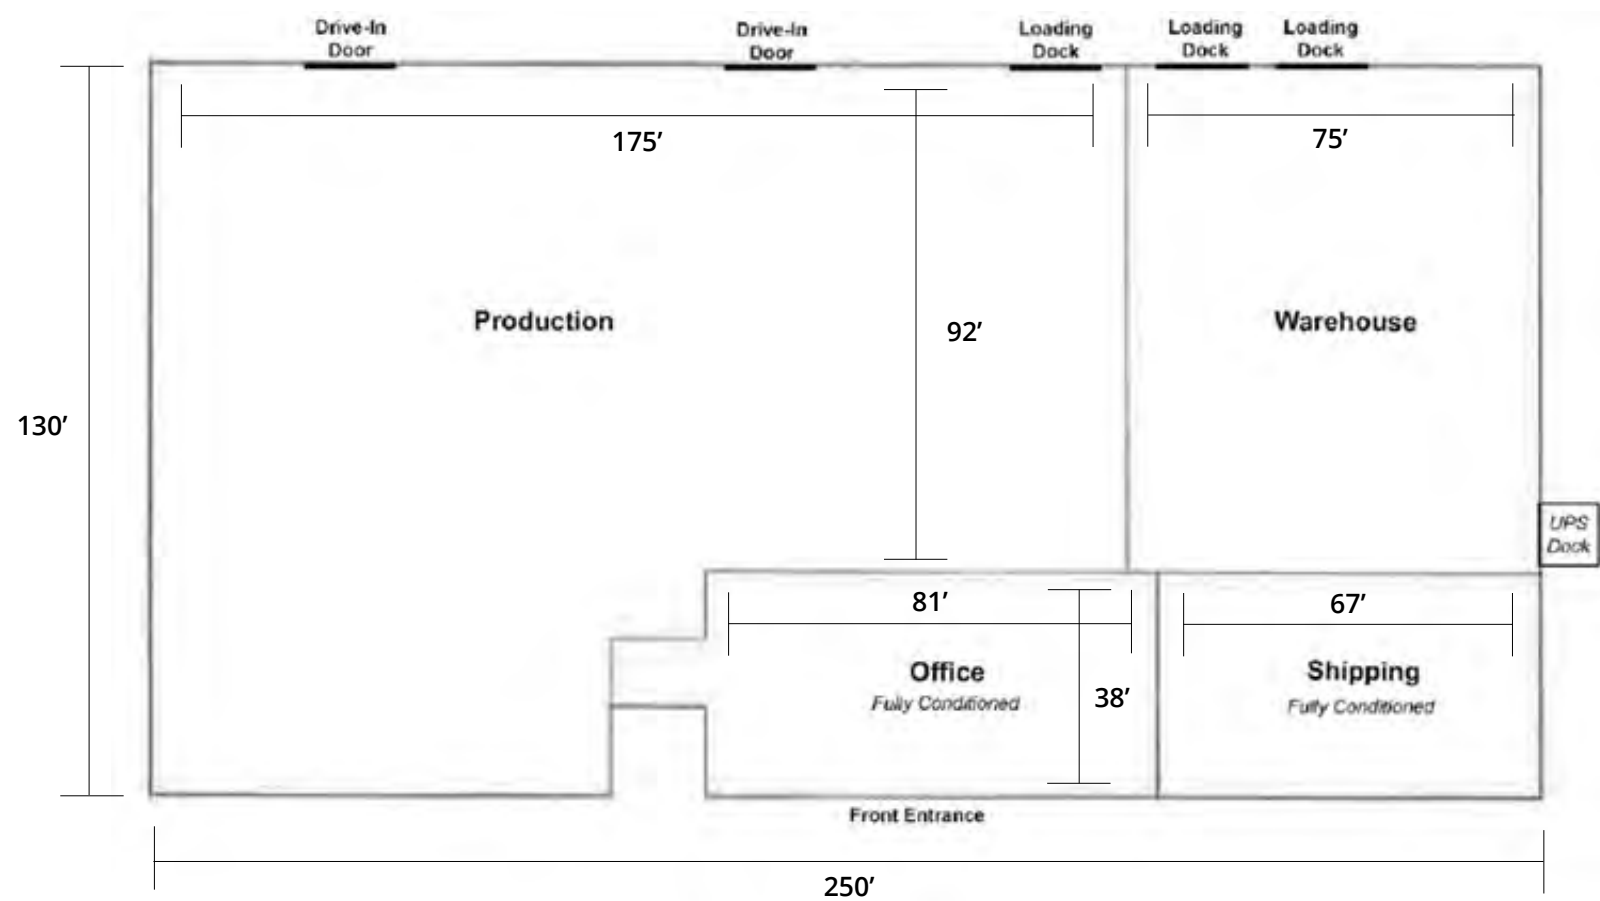 Drive-In
Door
Drive-In
Door
Loading
Dock
Loading
Dock
Loading
Dock
175’
75’
Production
92’
Warehouse
130’
UPS
Dock
81’
67’
Office
Fully Conditioned
38’
Shipping
Fully Conditioned
Front Entrance
250’